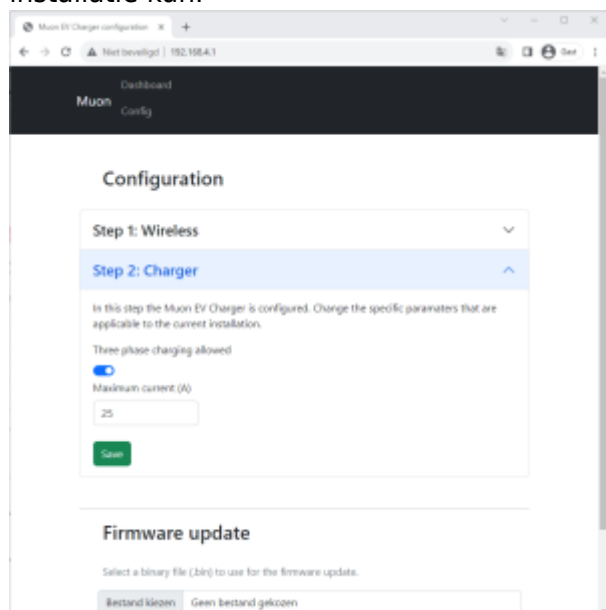 installatie kan.
Muon EV Charger configuration
Niet beveiligd | 192.168.4.1
Gast
Dashboard
Muon
Config
Configuration
Step 1: Wireless
Step 2: Charger
In this step the Muon EV Charger is configured. Change the specific paramaters that are
applicable to the current installation.
Three phase charging allowed
Maximum current (A)
25
Save
Firmware update
Select a binary file (.bin) to use for the firmware update.
Bestand kiezen Geen bestand gekozen